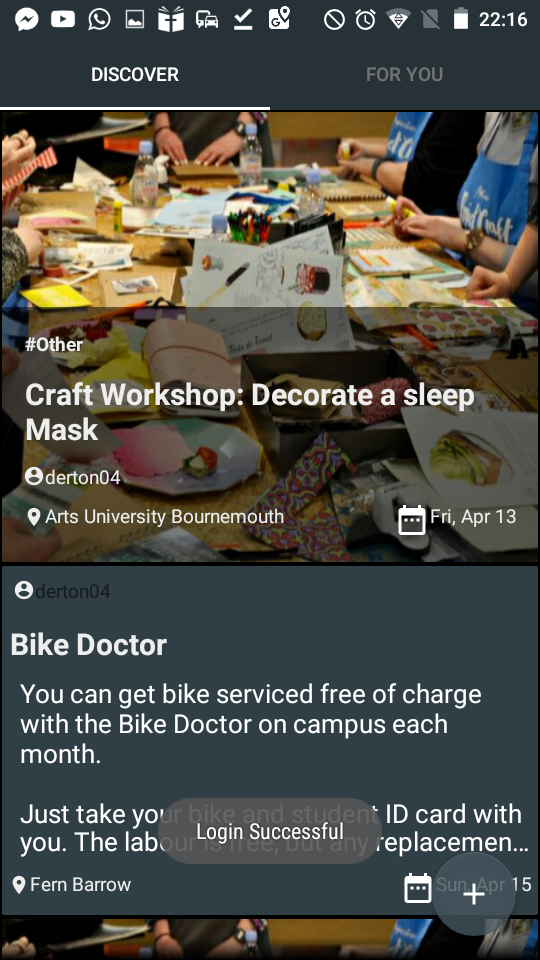 22:16
DISCOVER
FOR YOU
#Other
Craft Workshop: Decorate a sleep
Mask
derton04
Arts University Bournemouth
Fri, Apr 13
derton04
Bike Doctor
You can get bike serviced free of charge
with the Bike Doctor on campus each
month.
Just take your bike and student ID card with
you. The labour is free, but any replacemen...
Login Successful
Fern Barrow
Sun, Apr 15